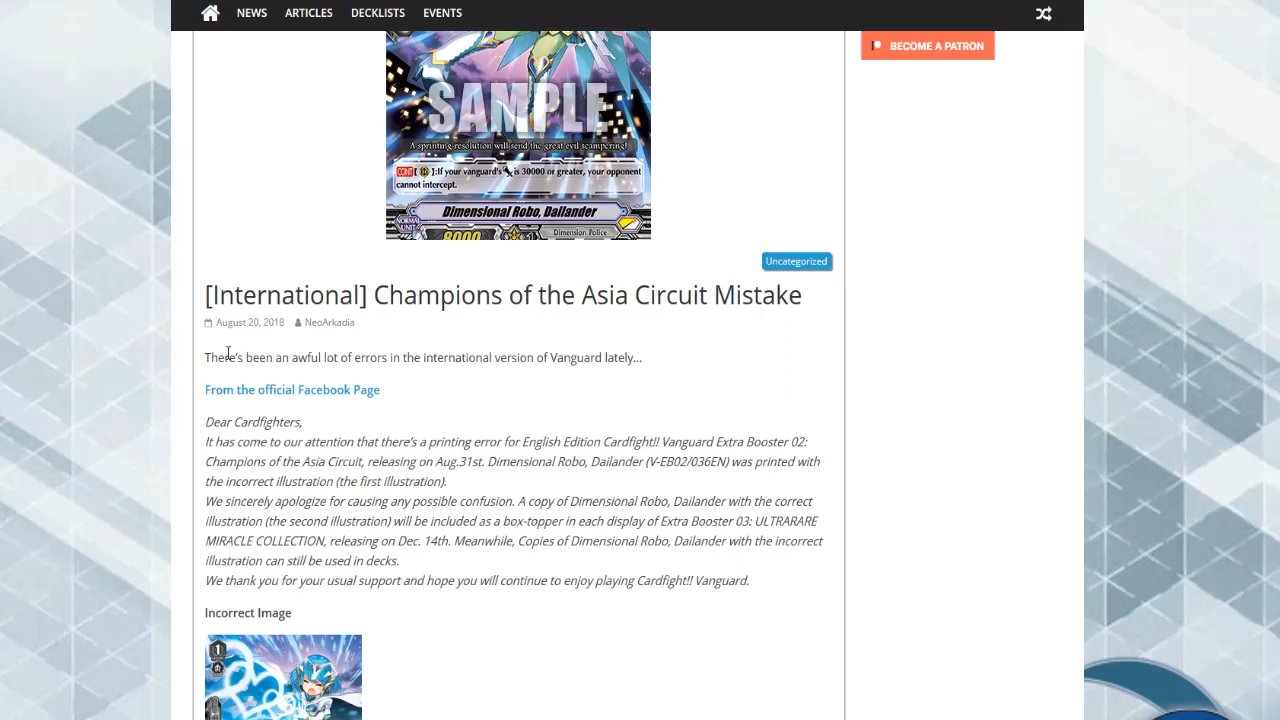 NEWS ARTICLES DECKLISTS EVENTS
BECOME A PATRON
SAMPLE
A sprinting resolution will send the great evil scampering!
CONT [ ]:If your vanguard's is 30000 or greater, your opponent
cannot intercept.
NORMAL UNIT
Dimensional Robo, Dailander
8000 1 Dimension Police
Uncategorized
[International] Champions of the Asia Circuit Mistake
August 20, 2018 NeoArkadia
There's been an awful lot of errors in the international version of Vanguard lately...
From the official Facebook Page
Dear Cardfighters,
It has come to our attention that there's a printing error for English Edition Cardfight!! Vanguard Extra Booster 02:
Champions of the Asia Circuit, releasing on Aug.31st. Dimensional Robo, Dailander (V-EB02/036EN) was printed with
the incorrect illustration (the first illustration).
We sincerely apologize for causing any possible confusion. A copy of Dimensional Robo, Dailander with the correct
illustration (the second illustration) will be included as a box-topper in each display of Extra Booster 03: ULTRARARE
MIRACLE COLLECTION, releasing on Dec. 14th. Meanwhile, Copies of Dimensional Robo, Dailander with the incorrect
illustration can still be used in decks.
We thank you for your usual support and hope you will continue to enjoy playing Cardfight!! Vanguard.
Incorrect Image
1